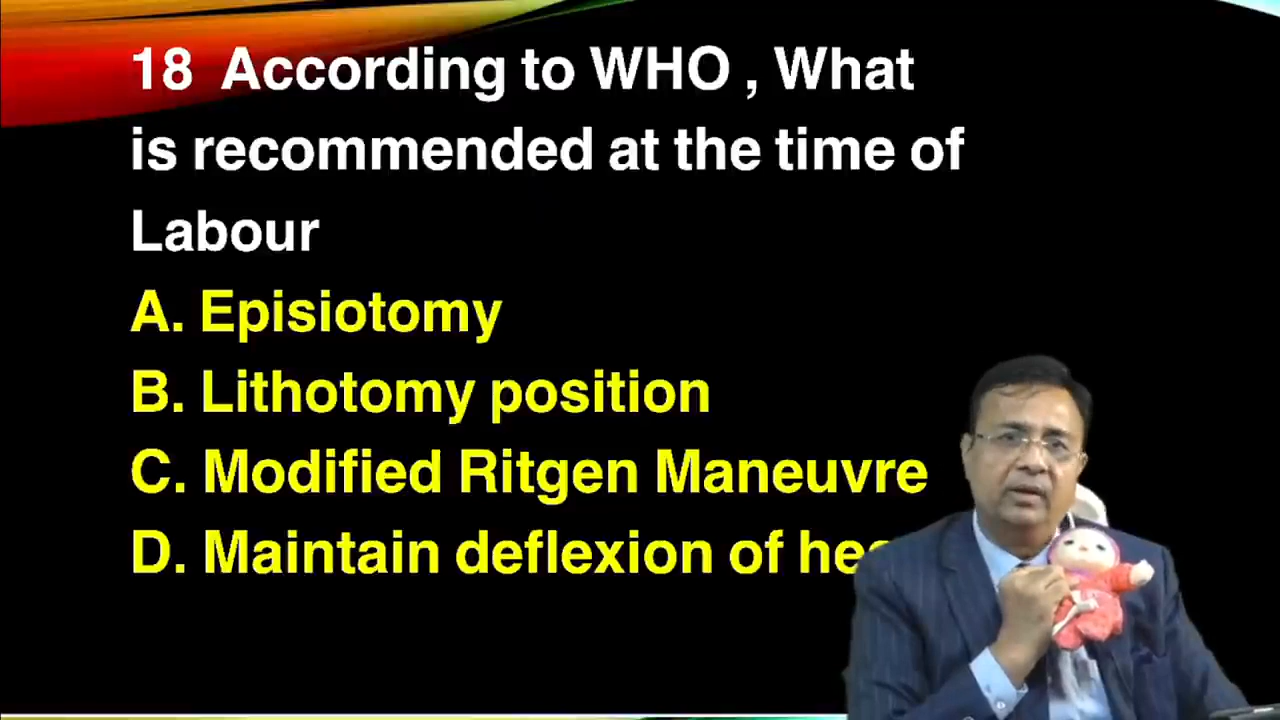 18 According to WHO , What
is recommended at the time of
Labour
A. Episiotomy
B. Lithotomy position
C. Modified Ritgen Maneuvre
D. Maintain deflexion of